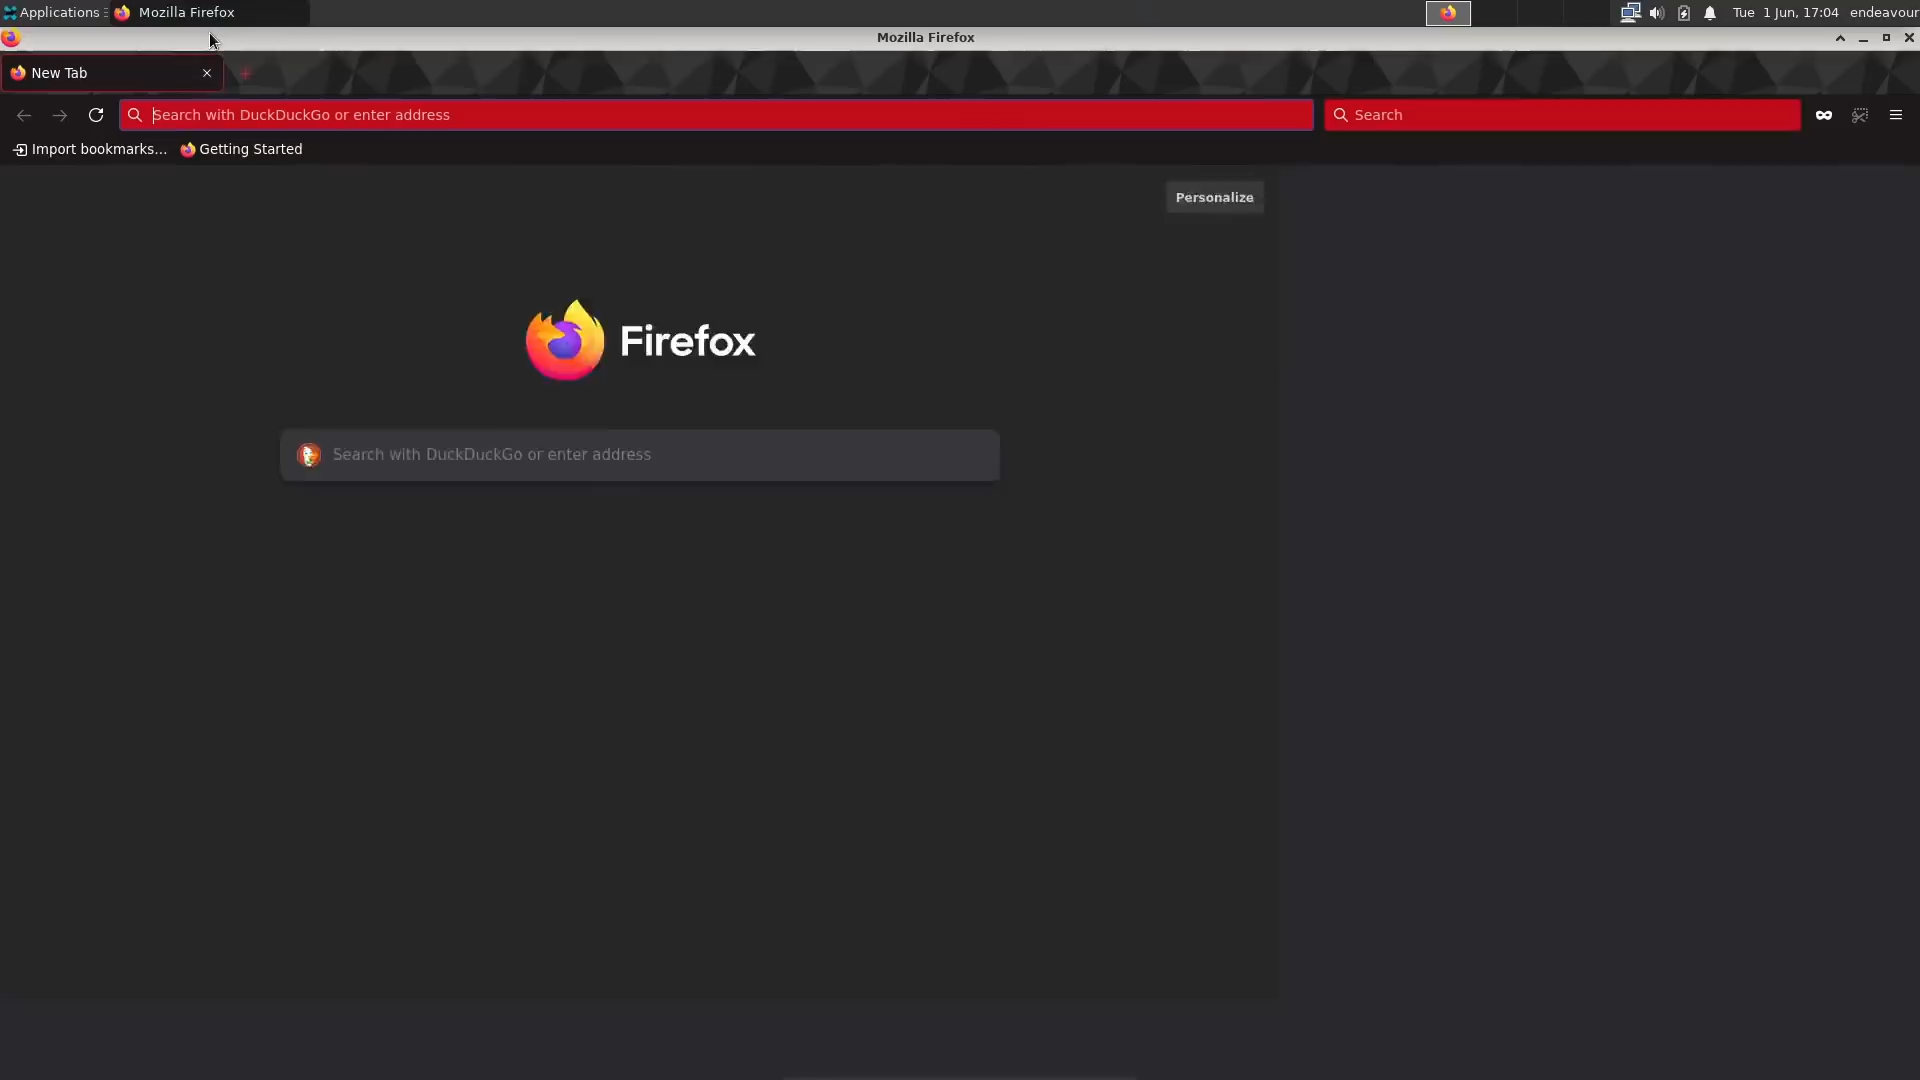 Applications
Mozilla Firefox
Tue 1 Jun, 17:04
endeavour
Mozilla Firefox
New Tab
Search with DuckDuckGo or enter address
Search
Import bookmarks...
Getting Started
Personalize
Firefox
Search with DuckDuckGo or enter address